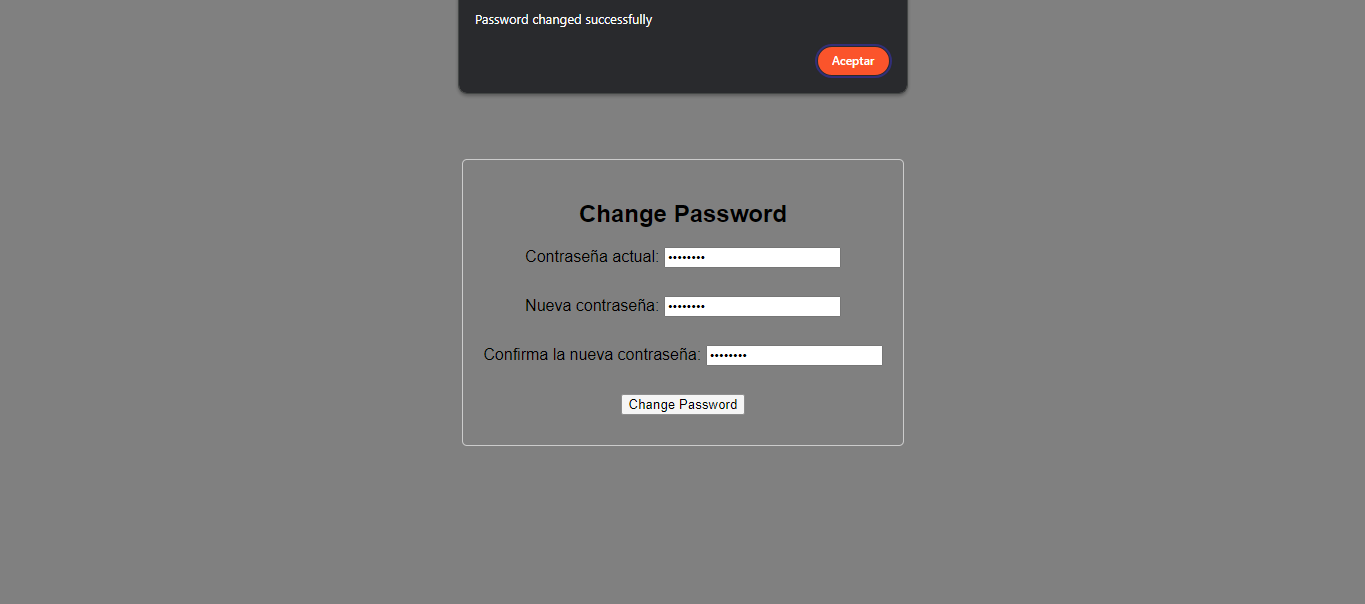 Password changed successfully
Aceptar
Change Password
Contraseña actual: ••••••••
Nueva contraseña: ••••••••
Confirma la nueva contraseña: ••••••••
Change Password